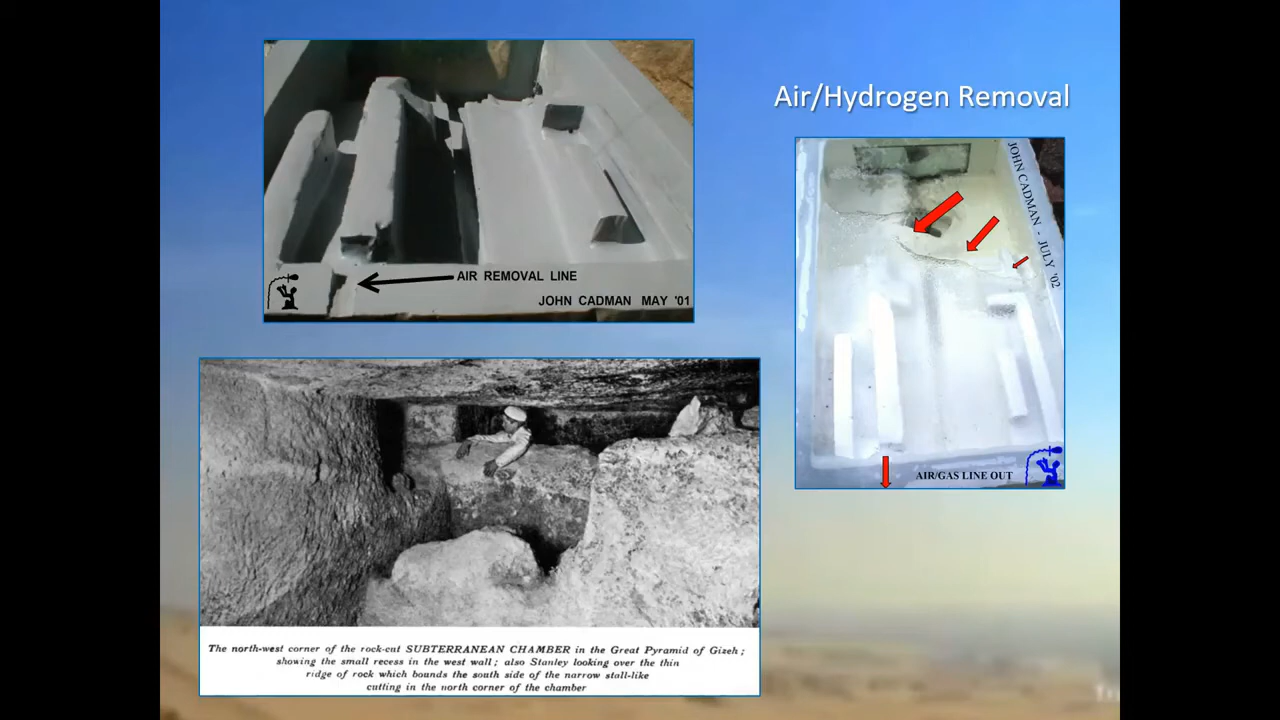 Air/Hydrogen Removal
AIR REMOVAL LINE
JOHN CADMAN MAY '01
JOHN CADMAN - JULY '02
AIR/GAS LINE OUT
The north-west corner of the rock-cut SUBTERRANEAN CHAMBER in the Great Pyramid of Gizeh;
showing the small recess in the west wall; also Stanley looking over the thin
ridge of rock which bounds the south side of the narrow stall-like
cutting in the north corner of the chamber